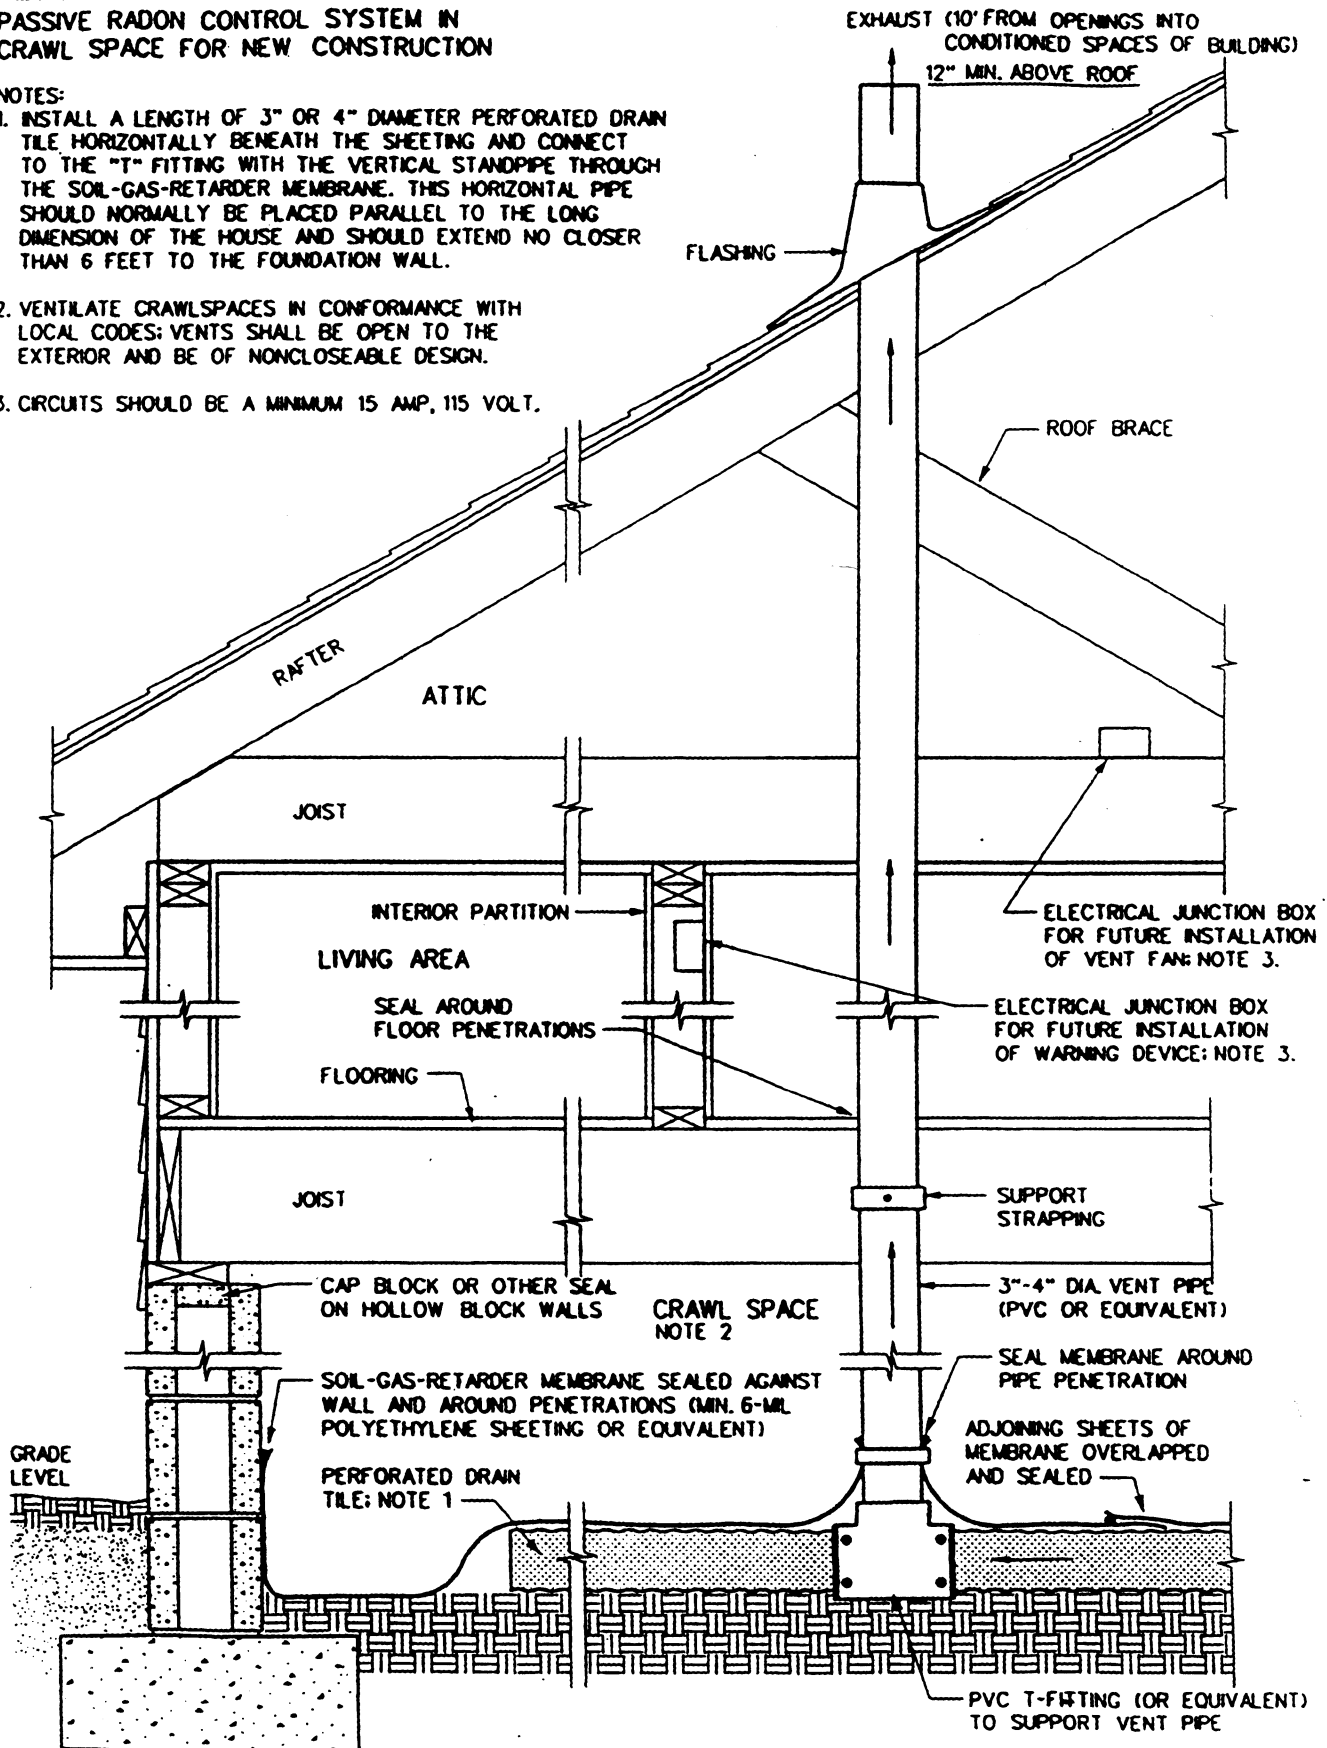 PASSIVE RADON CONTROL SYSTEM IN
CRAWL SPACE FOR NEW CONSTRUCTION
NOTES:
1. INSTALL A LENGTH OF 3" OR 4" DIAMETER PERFORATED DRAIN
TILE HORIZONTALLY BENEATH THE SHEETING AND CONNECT
TO THE "T" FITTING WITH THE VERTICAL STANDPIPE THROUGH
THE SOIL-GAS-RETARDER MEMBRANE. THIS HORIZONTAL PIPE
SHOULD NORMALLY BE PLACED PARALLEL TO THE LONG
DIMENSION OF THE HOUSE AND SHOULD EXTEND NO CLOSER
THAN 6 FEET TO THE FOUNDATION WALL.
2. VENTILATE CRAWLSPACES IN CONFORMANCE WITH
LOCAL CODES; VENTS SHALL BE OPEN TO THE
EXTERIOR AND BE OF NONCLOSEABLE DESIGN.
3. CIRCUITS SHOULD BE A MINIMUM 15 AMP, 115 VOLT.
EXHAUST (10' FROM OPENINGS INTO
CONDITIONED SPACES OF BUILDING)
12" MIN. ABOVE ROOF
FLASHING
ROOF BRACE
RAFTER
ATTIC
JOIST
INTERIOR PARTITION
LIVING AREA
ELECTRICAL JUNCTION BOX
FOR FUTURE INSTALLATION
OF VENT FAN; NOTE 3.
SEAL AROUND
FLOOR PENETRATIONS
ELECTRICAL JUNCTION BOX
FOR FUTURE INSTALLATION
OF WARNING DEVICE; NOTE 3.
FLOORING
JOIST
SUPPORT
STRAPPING
CAP BLOCK OR OTHER SEAL
ON HOLLOW BLOCK WALLS
CRAWL SPACE
NOTE 2
3"-4" DIA. VENT PIPE
(PVC OR EQUIVALENT)
SEAL MEMBRANE AROUND
PIPE PENETRATION
SOIL-GAS-RETARDER MEMBRANE SEALED AGAINST
WALL AND AROUND PENETRATIONS (MIN. 6-MIL
POLYETHYLENE SHEETING OR EQUIVALENT)
ADJOINING SHEETS OF
MEMBRANE OVERLAPPED
AND SEALED
GRADE
LEVEL
PERFORATED DRAIN
TILE; NOTE 1
PVC T-FITTING (OR EQUIVALENT)
TO SUPPORT VENT PIPE